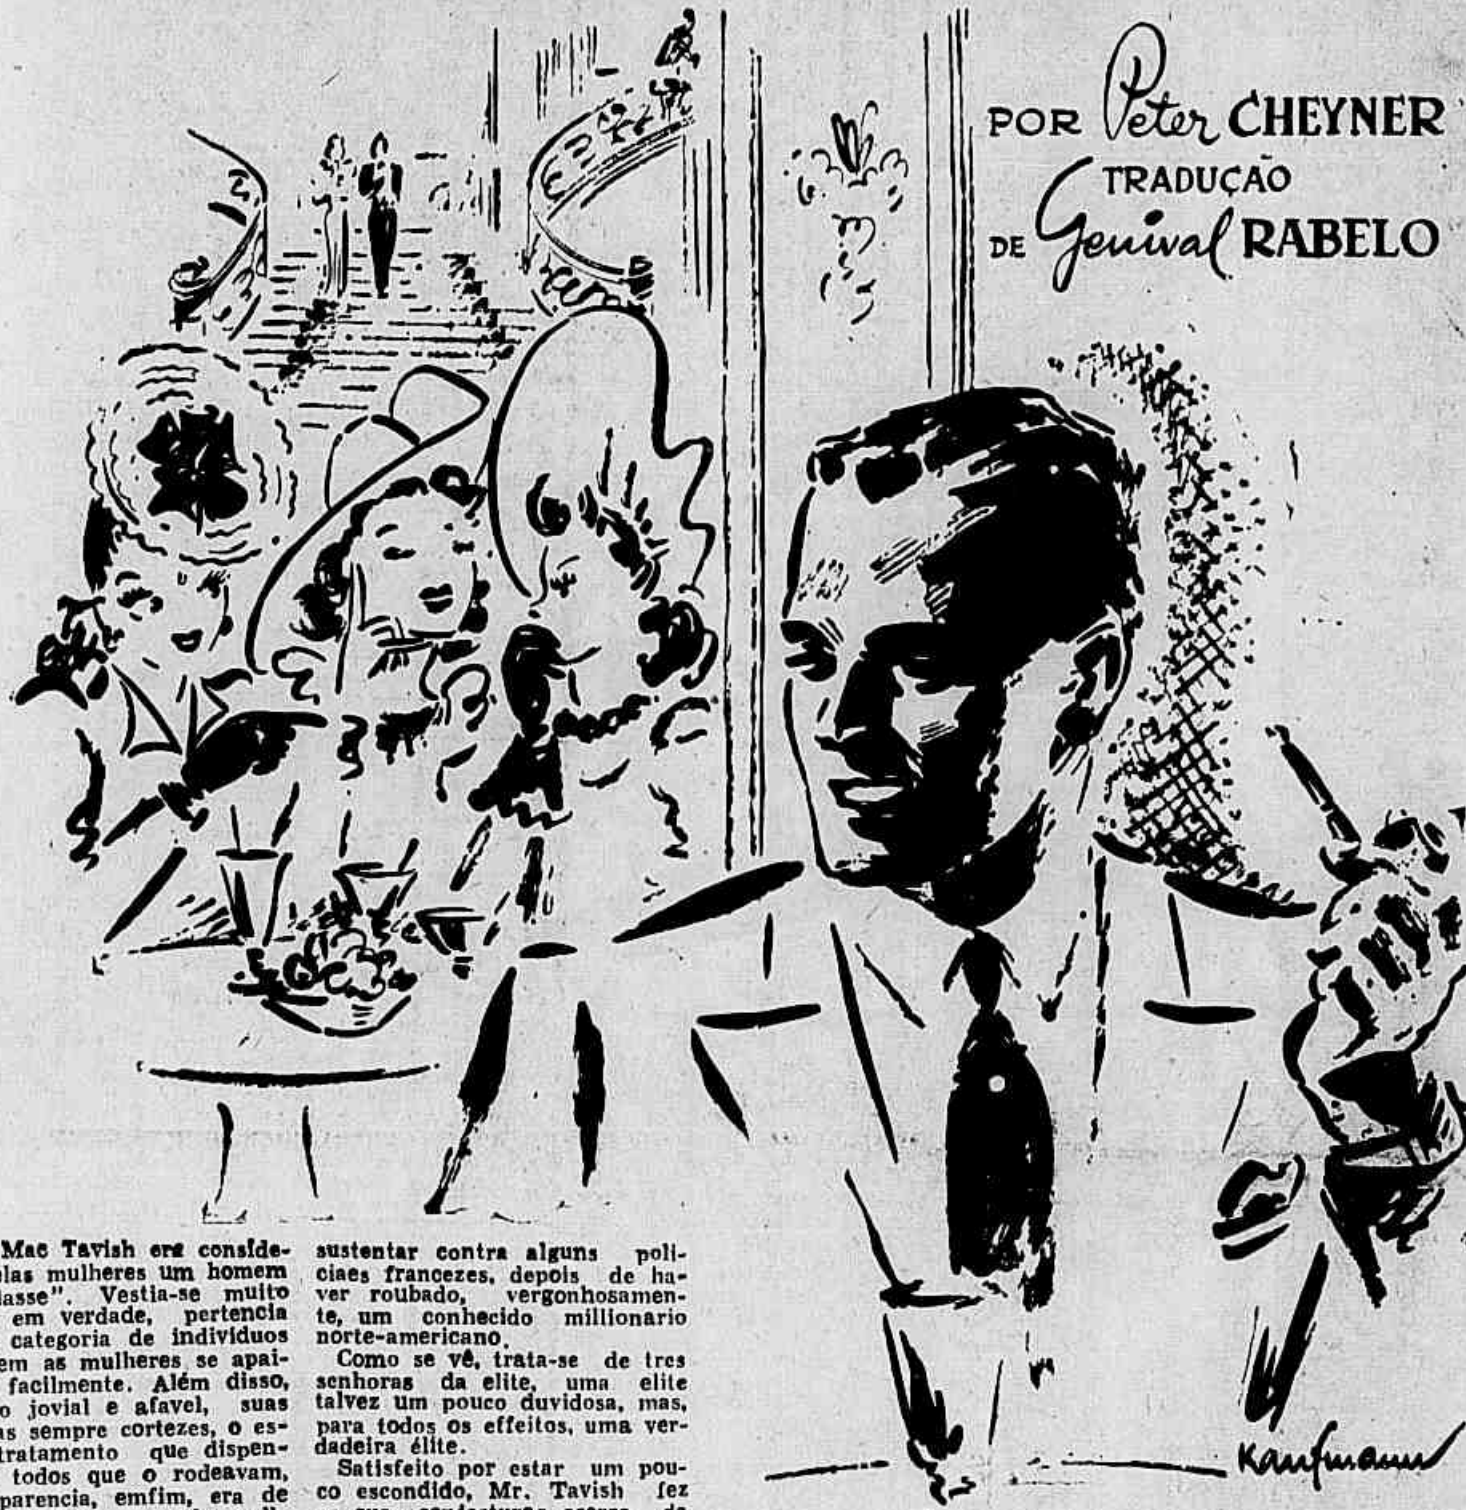 POR Peter CHEYNER
TRADUÇÃO
DE Genival RABELO
Mac Tavish era conside-
elas mulheres um homem
lasse". Vestia-se muito
em verdade, pertencia
categoria de individuos
em as mulheres se apai-
facilmente. Além disso,
o jovial e afavel, suas
as sempre cortezes, o es-
tratamento que dispen-
todos que o rodeavam,
parencia, emfim, era de
sustentar contra alguns poli-
ciaes francezes, depois de ha-
ver roubado, vergonhosamen-
te, um conhecido millionario
norte-americano.
Como se vê, trata-se de tres
senhoras da elite, uma elite
talvez um pouco duvidosa, mas,
para todos os effeitos, uma ver-
dadeira élite.
Satisfeito por estar um pou-
co escondido, Mr. Tavish fez
Kaufmann